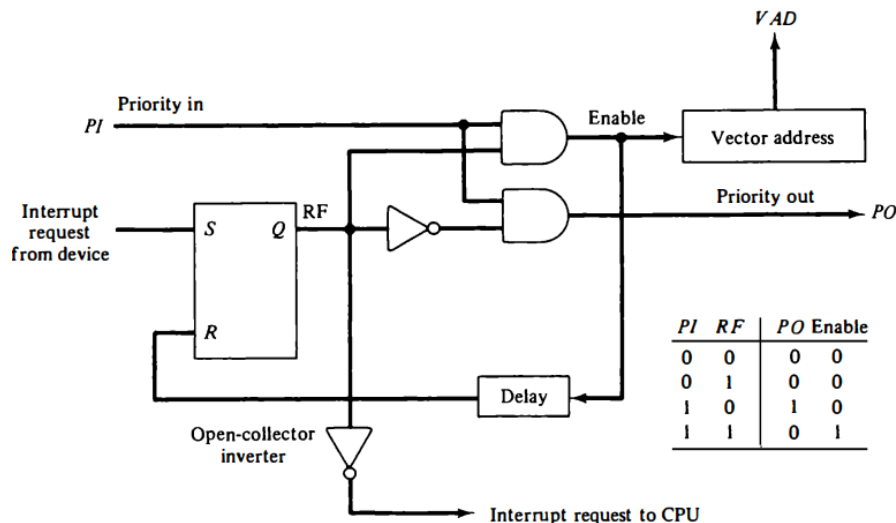 VAD
Priority in
PI
Enable
Vector address
Interrupt
request
from device
S
Q
RF
Priority out
PO
R
Delay
Open-collector
inverter
Interrupt request to CPU
PI RF PO Enable
0 0 0 0
0 1 0 0
1 0 1 0
1 1 0 1